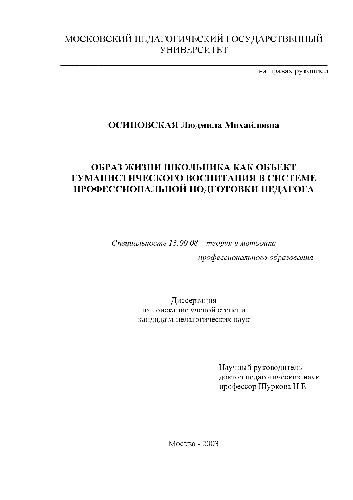 МОСКОВСКИЙ ПЕДАГОГИЧЕСКИЙ ГОСУДАРСТВЕННЫЙ
УНИВЕРСИТЕТ
на правах рукописи
ОСИПОВСКАЯ Людмила Михайловна
ОБРАЗ ЖИЗНИ ШКОЛЬНИКА КАК ОБЪЕКТ
ГУМАНИСТИЧЕСКОГО ВОСПИТАНИЯ В СИСТЕМЕ
ПРОФЕССИОНАЛЬНОЙ ПОДГОТОВКИ ПЕДАГОГА
Специальность 13.00.08 – теория и методика
профессионального образования
Диссертация
на соискание ученой степени
кандидата педагогических наук
Научный руководитель
доктор педагогических наук
профессор Щуркова Н.Е.
Москва - 2003